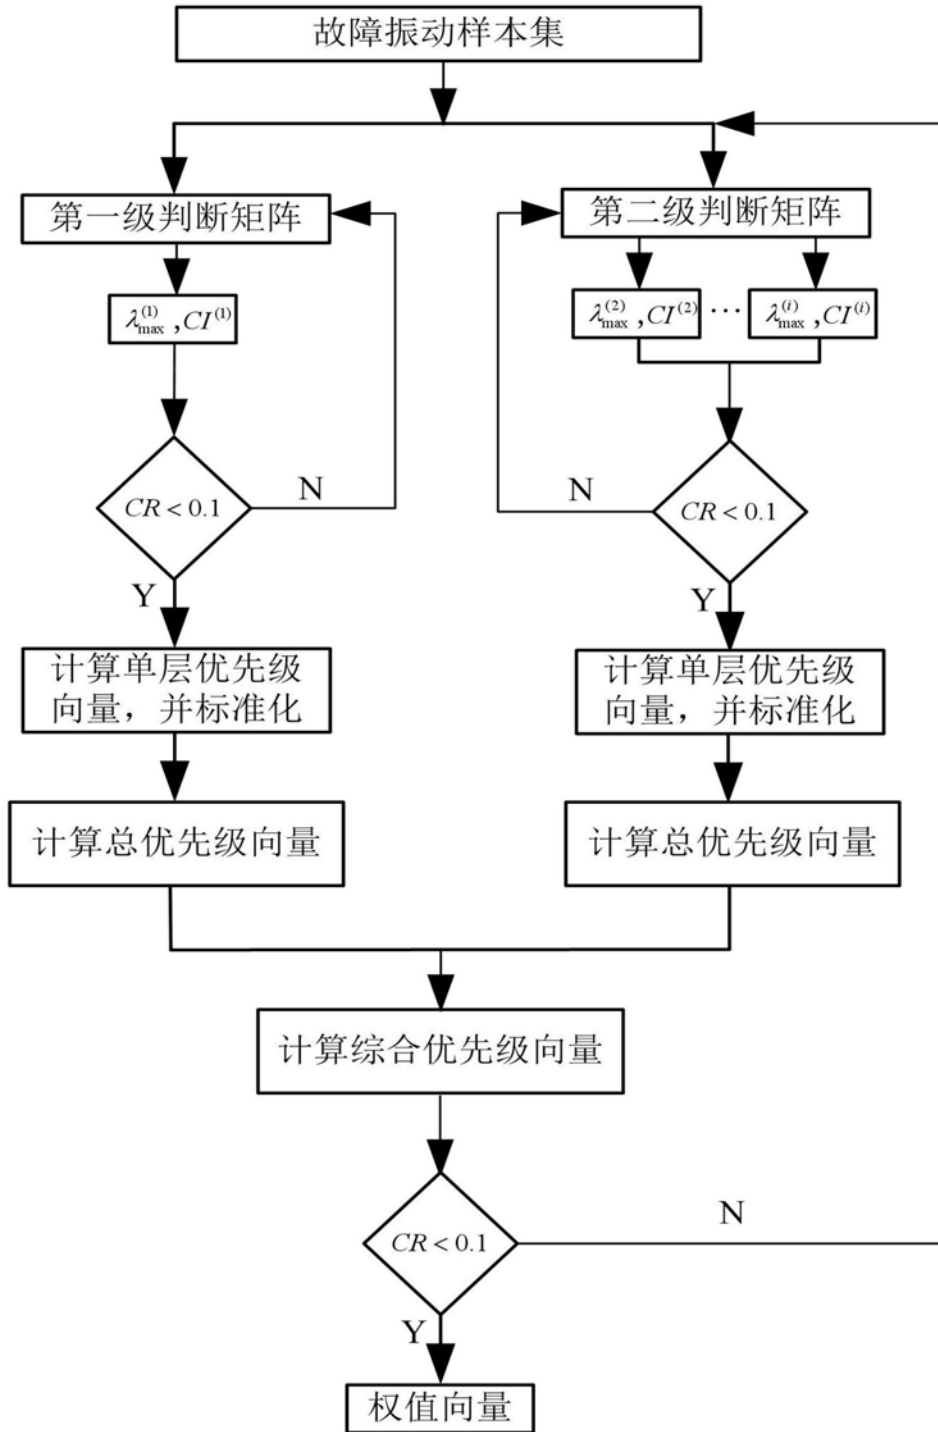 故障振动样本集
第一级判断矩阵
第二级判断矩阵
λmax(1),CI(1)
λmax(2),CI(2) ··· λmax(i),CI(i)
CR<0.1
N
N
CR<0.1
Y
Y
计算单层优先级
向量，并标准化
计算单层优先级
向量，并标准化
计算总优先级向量
计算总优先级向量
计算综合优先级向量
CR<0.1
N
Y
权值向量